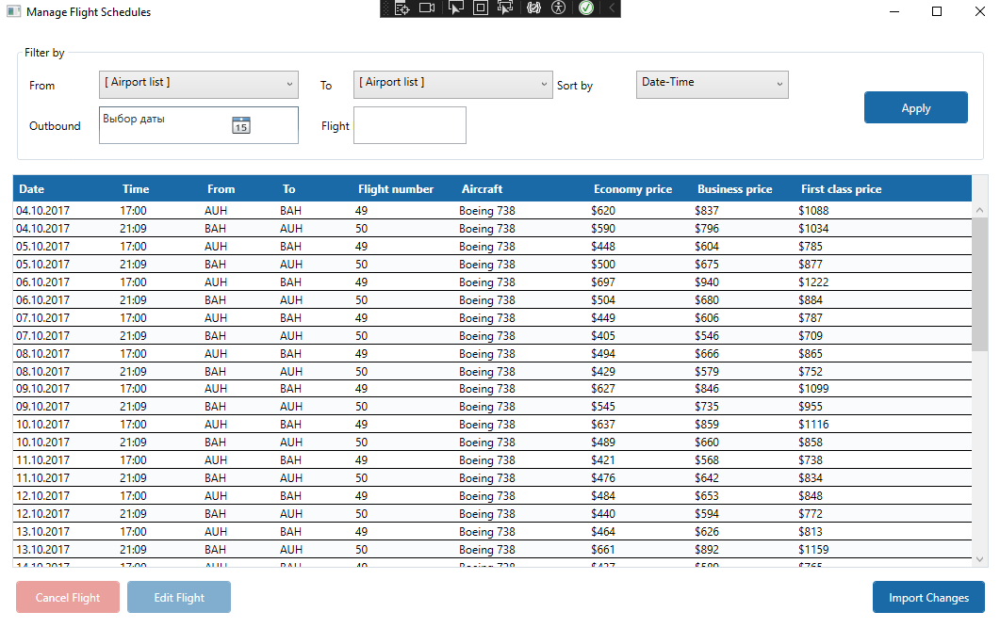 Manage Flight Schedules
Filter by
From [ Airport list ] To [ Airport list ] Sort by Date-Time
Outbound Выбор даты 15 Flight
Apply
Date Time From To Flight number Aircraft Economy price Business price First class price
04.10.2017 17:00 AUH BAH 49 Boeing 738 $620 $837 $1088
04.10.2017 21:09 BAH AUH 50 Boeing 738 $590 $796 $1034
05.10.2017 17:00 AUH BAH 49 Boeing 738 $448 $604 $785
05.10.2017 21:09 BAH AUH 50 Boeing 738 $500 $675 $877
06.10.2017 17:00 AUH BAH 49 Boeing 738 $697 $940 $1222
06.10.2017 21:09 BAH AUH 50 Boeing 738 $504 $680 $884
07.10.2017 17:00 AUH BAH 49 Boeing 738 $449 $606 $787
07.10.2017 21:09 BAH AUH 50 Boeing 738 $405 $546 $709
08.10.2017 17:00 AUH BAH 49 Boeing 738 $494 $666 $865
08.10.2017 21:09 BAH AUH 50 Boeing 738 $429 $579 $752
09.10.2017 17:00 AUH BAH 49 Boeing 738 $627 $846 $1099
09.10.2017 21:09 BAH AUH 50 Boeing 738 $545 $735 $955
10.10.2017 17:00 AUH BAH 49 Boeing 738 $637 $859 $1116
10.10.2017 21:09 BAH AUH 50 Boeing 738 $489 $660 $858
11.10.2017 17:00 AUH BAH 49 Boeing 738 $421 $568 $738
11.10.2017 21:09 BAH AUH 50 Boeing 738 $476 $642 $834
12.10.2017 17:00 AUH BAH 49 Boeing 738 $484 $653 $848
12.10.2017 21:09 BAH AUH 50 Boeing 738 $440 $594 $772
13.10.2017 17:00 AUH BAH 49 Boeing 738 $464 $626 $813
13.10.2017 21:09 BAH AUH 50 Boeing 738 $661 $892 $1159
Cancel Flight Edit Flight Import Changes